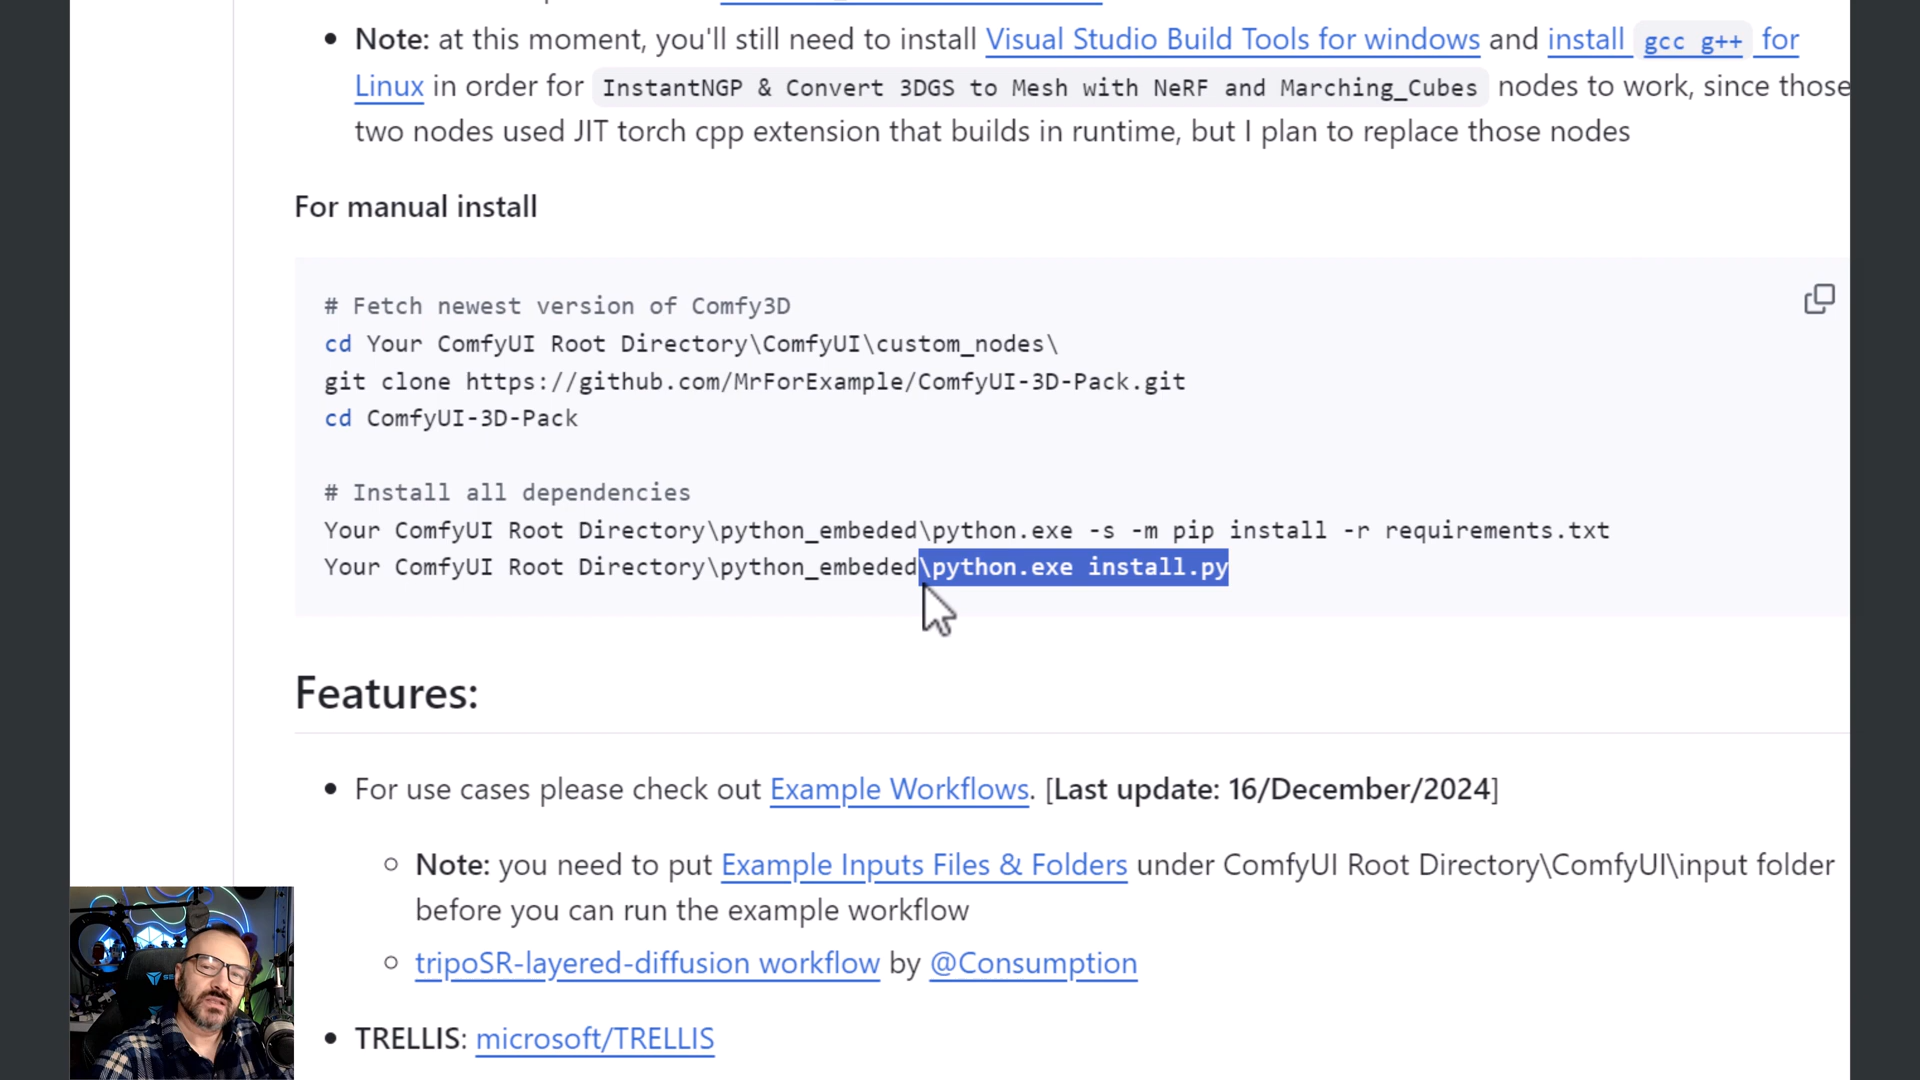 • Note: at this moment, you'll still need to install Visual Studio Build Tools for windows and install gcc g++ for
Linux in order for InstantNGP & Convert 3DGS to Mesh with NeRF and Marching_Cubes nodes to work, since those
two nodes used JIT torch cpp extension that builds in runtime, but I plan to replace those nodes
For manual install
# Fetch newest version of Comfy3D
cd Your ComfyUI Root Directory\ComfyUI\custom_nodes\
git clone https://github.com/MrForExample/ComfyUI-3D-Pack.git
cd ComfyUI-3D-Pack
# Install all dependencies
Your ComfyUI Root Directory\python_embeded\python.exe -s -m pip install -r requirements.txt
Your ComfyUI Root Directory\python_embeded\python.exe install.py
Features:
• For use cases please check out Example Workflows. [Last update: 16/December/2024]
○ Note: you need to put Example Inputs Files & Folders under ComfyUI Root Directory\ComfyUI\input folder
before you can run the example workflow
○ tripoSR-layered-diffusion workflow by @Consumption
• TRELLIS: microsoft/TRELLIS